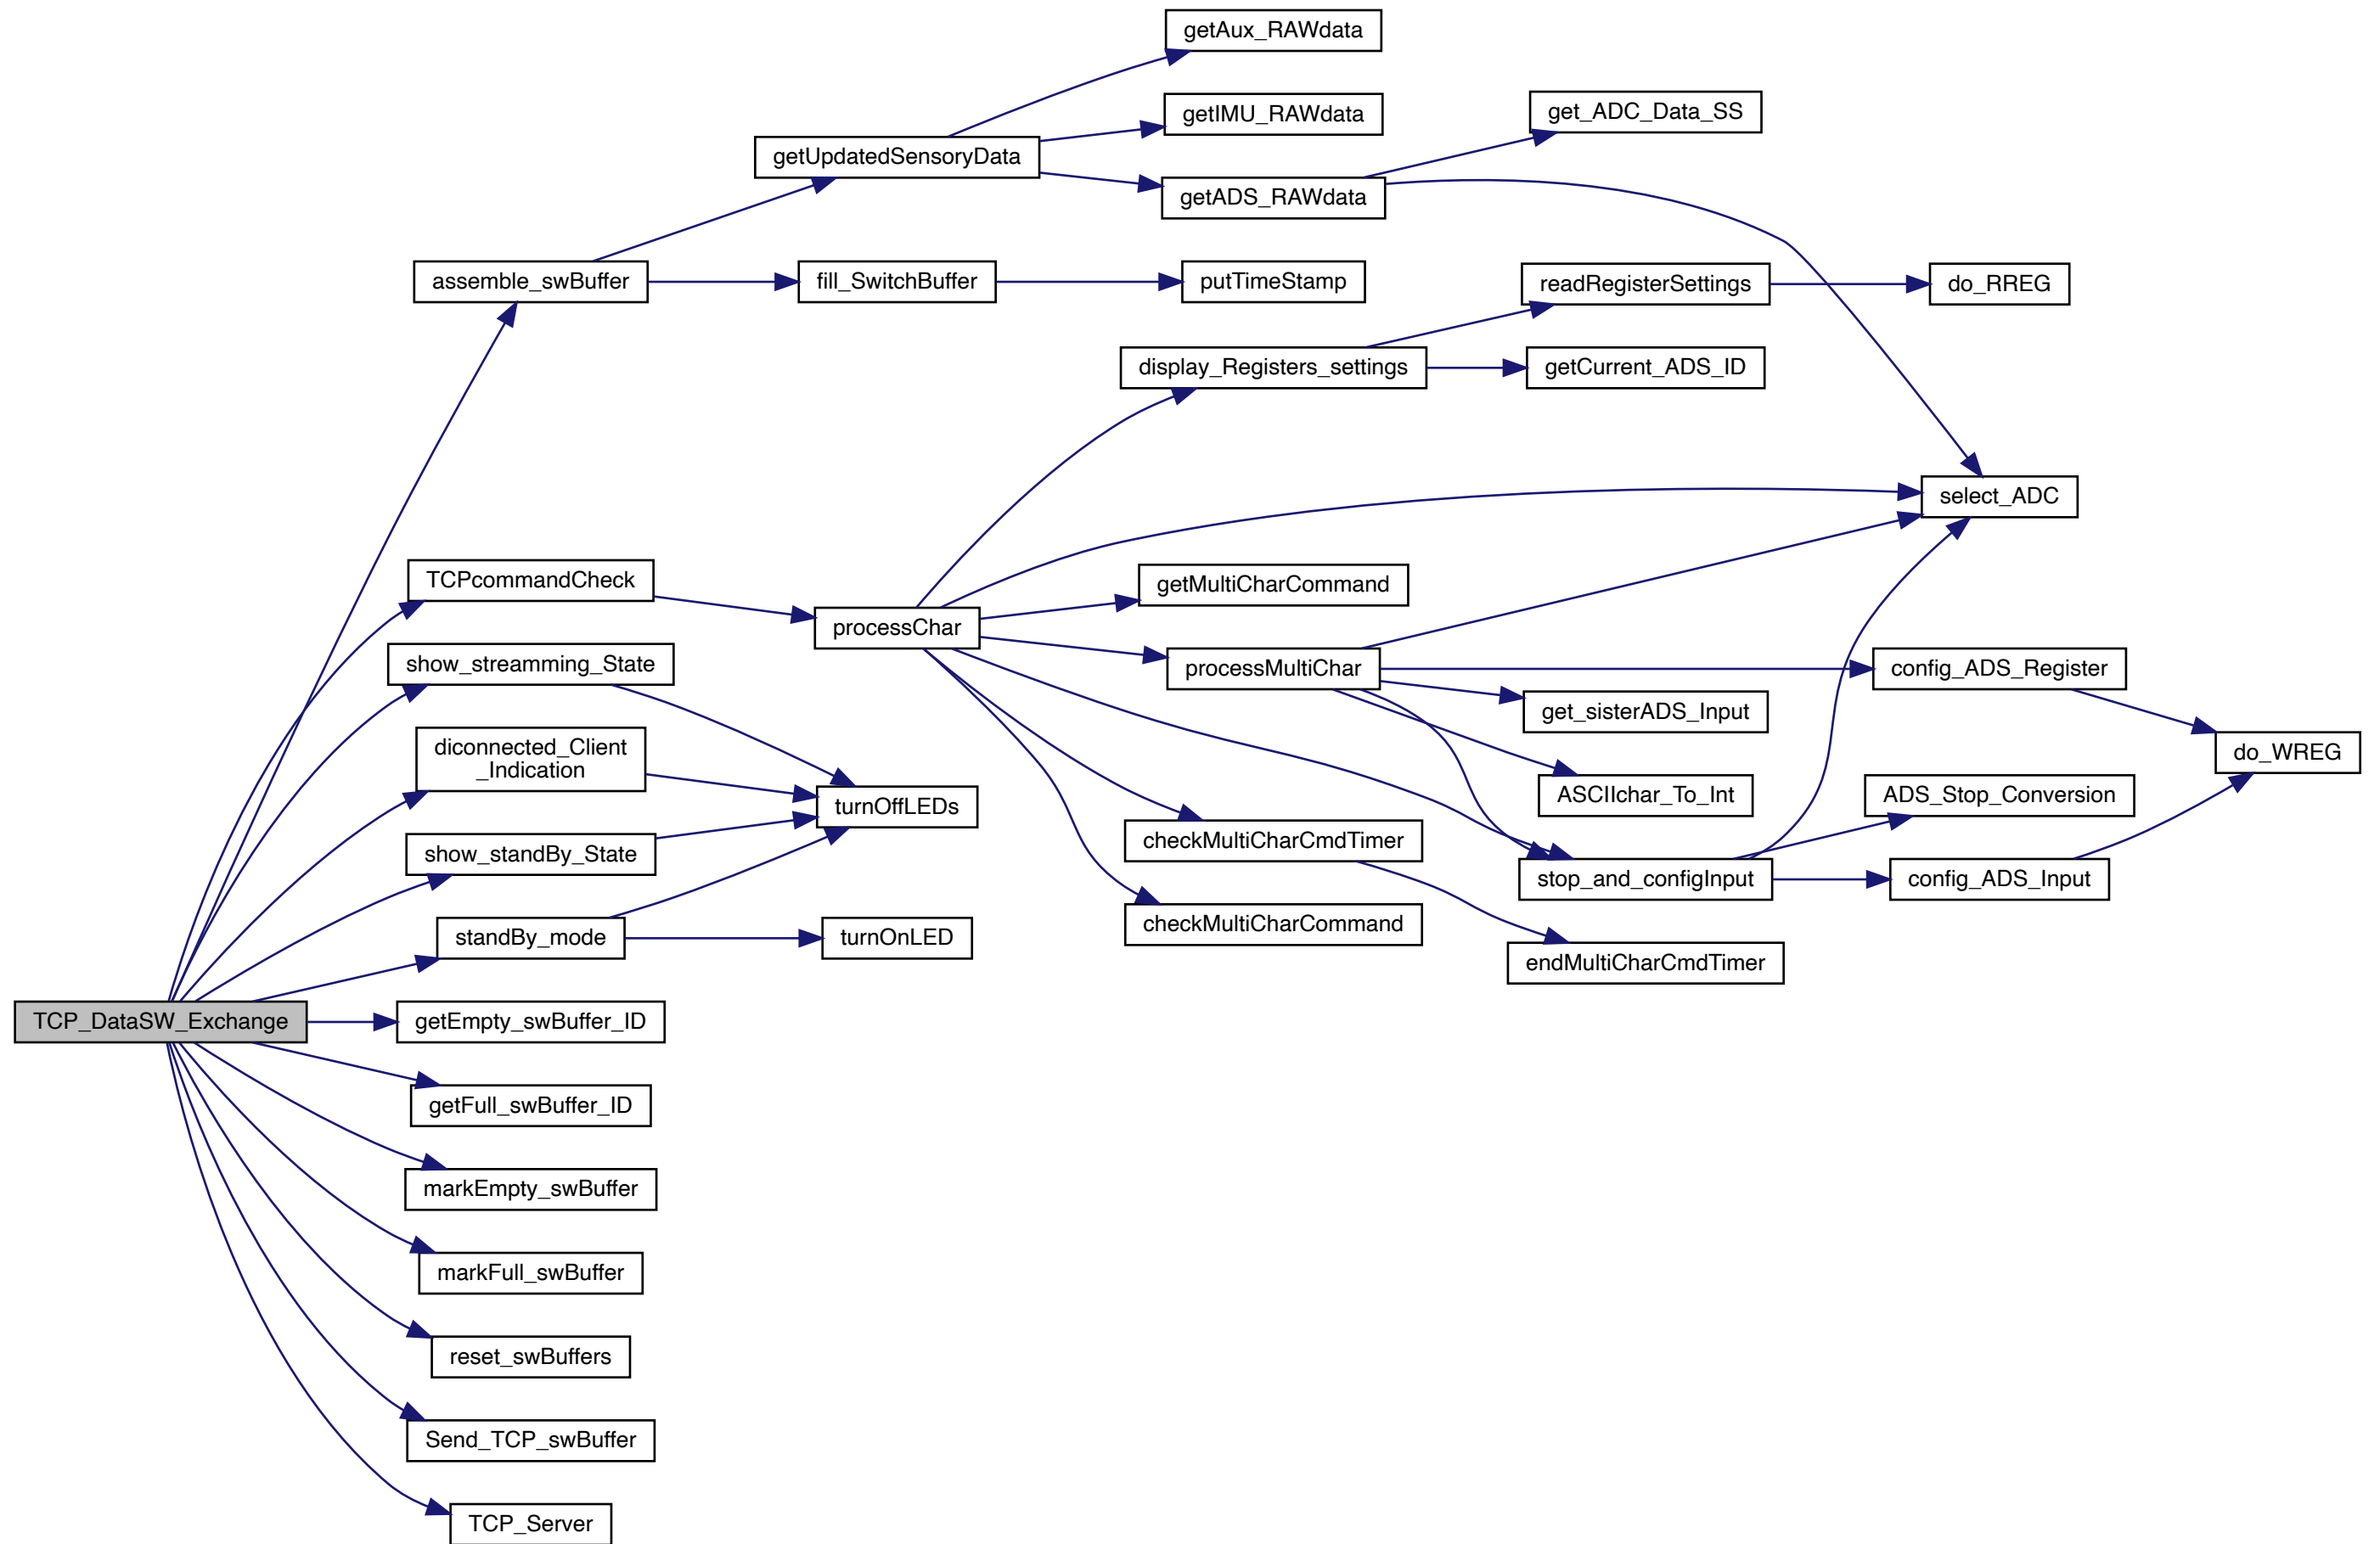 getAux_RAWdata
getIMU_RAWdata
get_ADC_Data_SS
getUpdatedSensoryData
getADS_RAWdata
assemble_swBuffer
fill_SwitchBuffer
putTimeStamp
readRegisterSettings
do_RREG
display_Registers_settings
getCurrent_ADS_ID
select_ADC
TCPcommandCheck
getMultiCharCommand
processChar
show_streamming_State
processMultiChar
config_ADS_Register
get_sisterADS_Input
diconnected_Client
_Indication
do_WREG
ASCIIchar_To_Int
ADS_Stop_Conversion
turnOffLEDs
checkMultiCharCmdTimer
show_standBy_State
stop_and_configInput
config_ADS_Input
checkMultiCharCommand
standBy_mode
turnOnLED
endMultiCharCmdTimer
TCP_DataSW_Exchange
getEmpty_swBuffer_ID
getFull_swBuffer_ID
markEmpty_swBuffer
markFull_swBuffer
reset_swBuffers
Send_TCP_swBuffer
TCP_Server